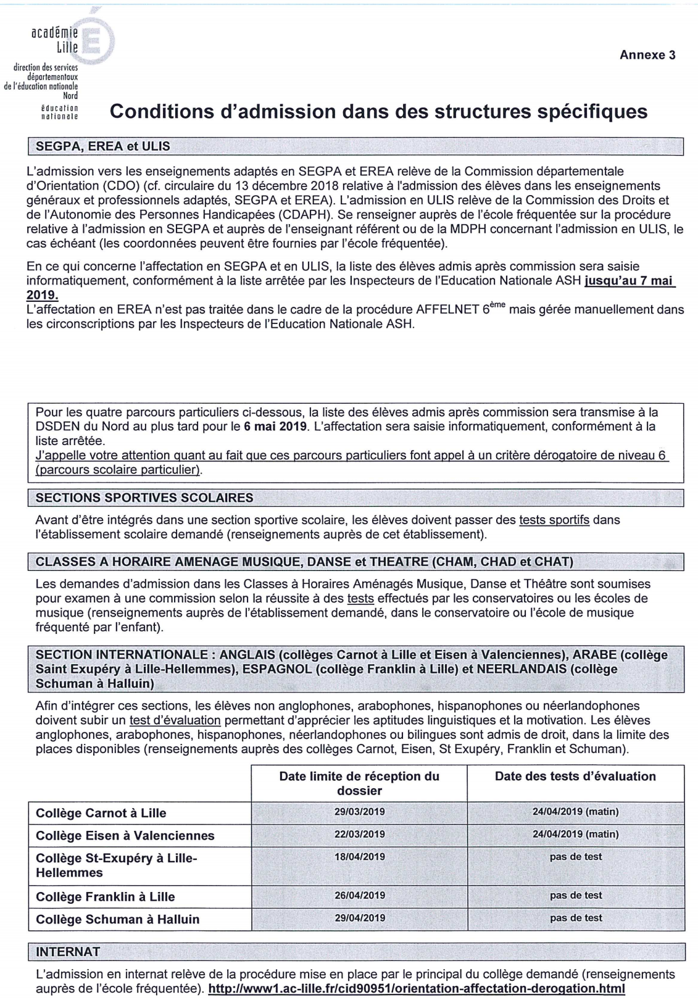 académie
Lille
direction des services
départementaux
de l'éducation nationale
Nord
éducation
nationale
Annexe 3
Conditions d'admission dans des structures spécifiques
SEGPA, EREA et ULIS
L'admission vers les enseignements adaptés en SEGPA et EREA relève de la Commission départementale
d'Orientation (CDO) (cf. circulaire du 13 décembre 2018 relative à l'admission des élèves dans les enseignements
généraux et professionnels adaptés, SEGPA et EREA). L'admission en ULIS relève de la Commission des Droits et
de l'Autonomie des Personnes Handicapées (CDAPH). Se renseigner auprès de l'école fréquentée sur la procédure
relative à l'admission en SEGPA et auprès de l'enseignant référent ou de la MDPH concernant l'admission en ULIS, le
cas échéant (les coordonnées peuvent être fournies par l'école fréquentée).
En ce qui concerne l'affectation en SEGPA et en ULIS, la liste des élèves admis après commission sera saisie
informatiquement, conformément à la liste arrêtée par les Inspecteurs de l'Education Nationale ASH jusqu'au 7 mai
2019.
L'affectation en EREA n'est pas traitée dans le cadre de la procédure AFFELNET 6ème mais gérée manuellement dans
les circonscriptions par les Inspecteurs de l'Education Nationale ASH.
Pour les quatre parcours particuliers ci-dessous, la liste des élèves admis après commission sera transmise à la
DSDEN du Nord au plus tard pour le 6 mai 2019. L'affectation sera saisie informatiquement, conformément à la
liste arrêtée.
J'appelle votre attention quant au fait que ces parcours particuliers font appel à un critère dérogatoire de niveau 6
(parcours scolaire particulier).
SECTIONS SPORTIVES SCOLAIRES
Avant d'être intégrés dans une section sportive scolaire, les élèves doivent passer des tests sportifs dans
l'établissement scolaire demandé (renseignements auprès de cet établissement).
CLASSES A HORAIRE AMENAGE MUSIQUE, DANSE et THEATRE (CHAM, CHAD et CHAT)
Les demandes d'admission dans les Classes à Horaires Aménagés Musique, Danse et Théâtre sont soumises
pour examen à une commission selon la réussite à des tests effectués par les conservatoires ou les écoles de
musique (renseignements auprès de l'établissement demandé, dans le conservatoire ou l'école de musique
fréquenté par l'enfant).
SECTION INTERNATIONALE : ANGLAIS (collèges Carnot à Lille et Eisen à Valenciennes), ARABE (collège
Saint Exupéry à Lille-Hellemmes), ESPAGNOL (collège Franklin à Lille) et NEERLANDAIS (collège
Schuman à Halluin)
Afin d'intégrer ces sections, les élèves non anglophones, arabophones, hispanophones ou néerlandophones
doivent subir un test d'évaluation permettant d'apprécier les aptitudes linguistiques et la motivation. Les élèves
anglophones, arabophones, hispanophones, néerlandophones ou bilingues sont admis de droit, dans la limite des
places disponibles (renseignements auprès des collèges Carnot, Eisen, St Exupéry, Franklin et Schuman).
Date limite de réception du
dossier
Date des tests d'évaluation
Collège Carnot à Lille 29/03/2019 24/04/2019 (matin)
Collège Eisen à Valenciennes 22/03/2019 24/04/2019 (matin)
Collège St-Exupéry à Lille-
Hellemmes
18/04/2019 pas de test
Collège Franklin à Lille 26/04/2019 pas de test
Collège Schuman à Halluin 29/04/2019 pas de test
INTERNAT
L'admission en internat relève de la procédure mise en place par le principal du collège demandé (renseignements
auprès de l'école fréquentée). http://www1.ac-lille.fr/cid90951/orientation-affectation-derogation.html